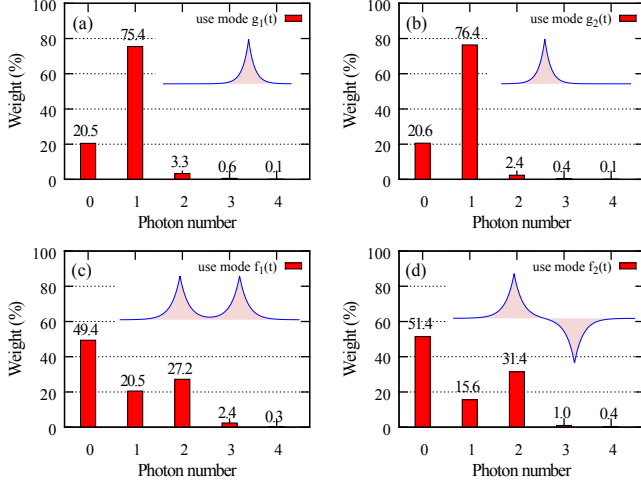 (a) use mode g1(t)
Weight (%)
100
80
60
40
20
0
20.5 75.4 3.3 0.6 0.1
0 1 2 3 4
Photon number
(b) use mode g2(t)
Weight (%)
100
80
60
40
20
0
20.6 76.4 2.4 0.4 0.1
0 1 2 3 4
Photon number
(c) use mode f1(t)
Weight (%)
100
80
60
40
20
0
49.4 20.5 27.2 2.4 0.3
0 1 2 3 4
Photon number
(d) use mode f2(t)
Weight (%)
100
80
60
40
20
0
51.4 15.6 31.4 1.0 0.4
0 1 2 3 4
Photon number